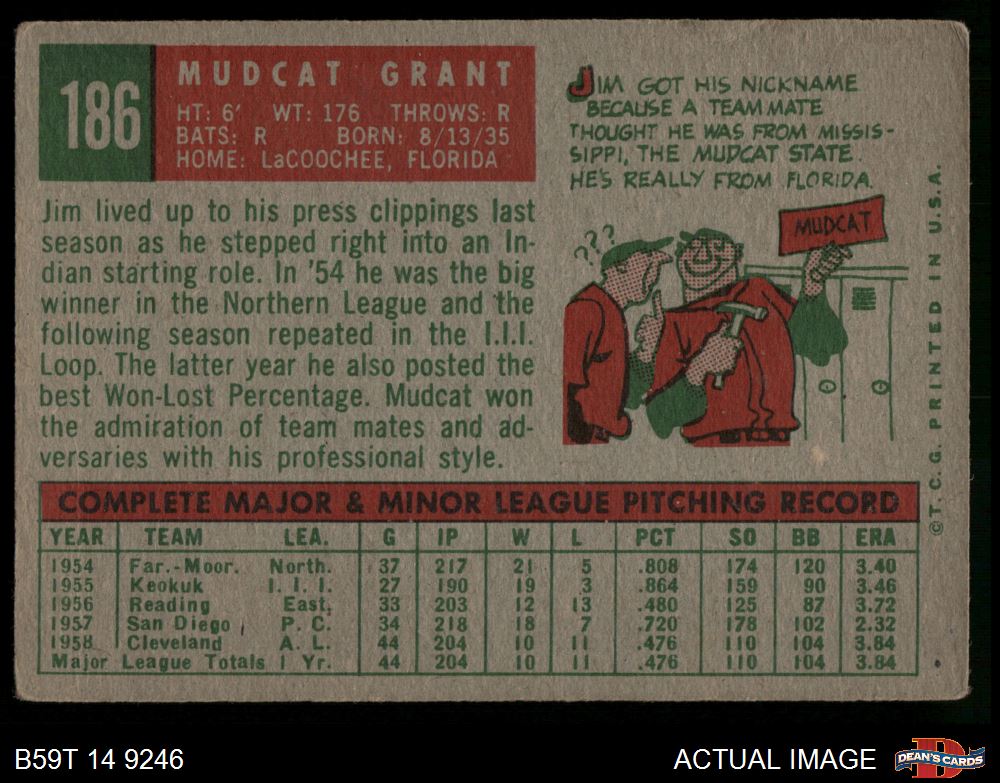 186
MUDCAT GRANT
HT: 6' WT: 176 THROWS: R
BATS: R BORN: 8/13/35
HOME: LaCOOCHEE, FLORIDA
Jim lived up to his press clippings last
season as he stepped right into an In-
dian starting role. In '54 he was the big
winner in the Northern League and the
following season repeated in the I.I.I.
Loop. The latter year he also posted the
best Won-Lost Percentage. Mudcat won
the admiration of team mates and ad-
versaries with his professional style.
JIM GOT HIS NICKNAME
BECAUSE A TEAM MATE
THOUGHT HE WAS FROM MISSIS-
SIPPI, THE MUDCAT STATE.
HE'S REALLY FROM FLORIDA.
???
MUDCAT
©T.C.G. PRINTED IN U.S.A.
COMPLETE MAJOR & MINOR LEAGUE PITCHING RECORD
YEAR TEAM LEA. G IP W L PCT SO BB ERA
1954 Far.-Moor. North. 37 217 21 5 .808 174 120 3.40
1955 Keokuk I. I. I. 27 190 19 3 .864 159 90 3.46
1956 Reading East. 33 203 12 13 .480 125 87 3.72
1957 San Diego P. C. 34 218 18 7 .720 178 102 2.32
1958 Cleveland A. L. 44 204 10 11 .476 110 104 3.84
Major League Totals 1 Yr. 44 204 10 11 .476 110 104 3.84
B59T 14 9246
ACTUAL IMAGE
D
DEAN'S CARDS